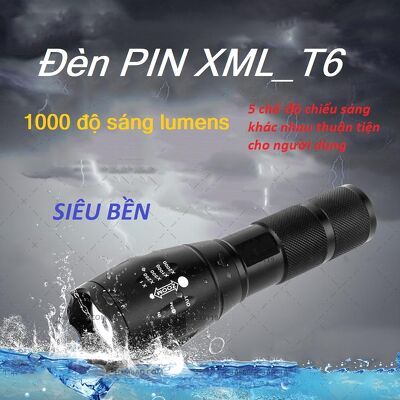 Đèn PIN XML_T6
1000 độ sáng lumens
5 chế độ chiếu sáng
khác nhau thuận tiện
cho người dùng
SIÊU BỀN
ZOOM